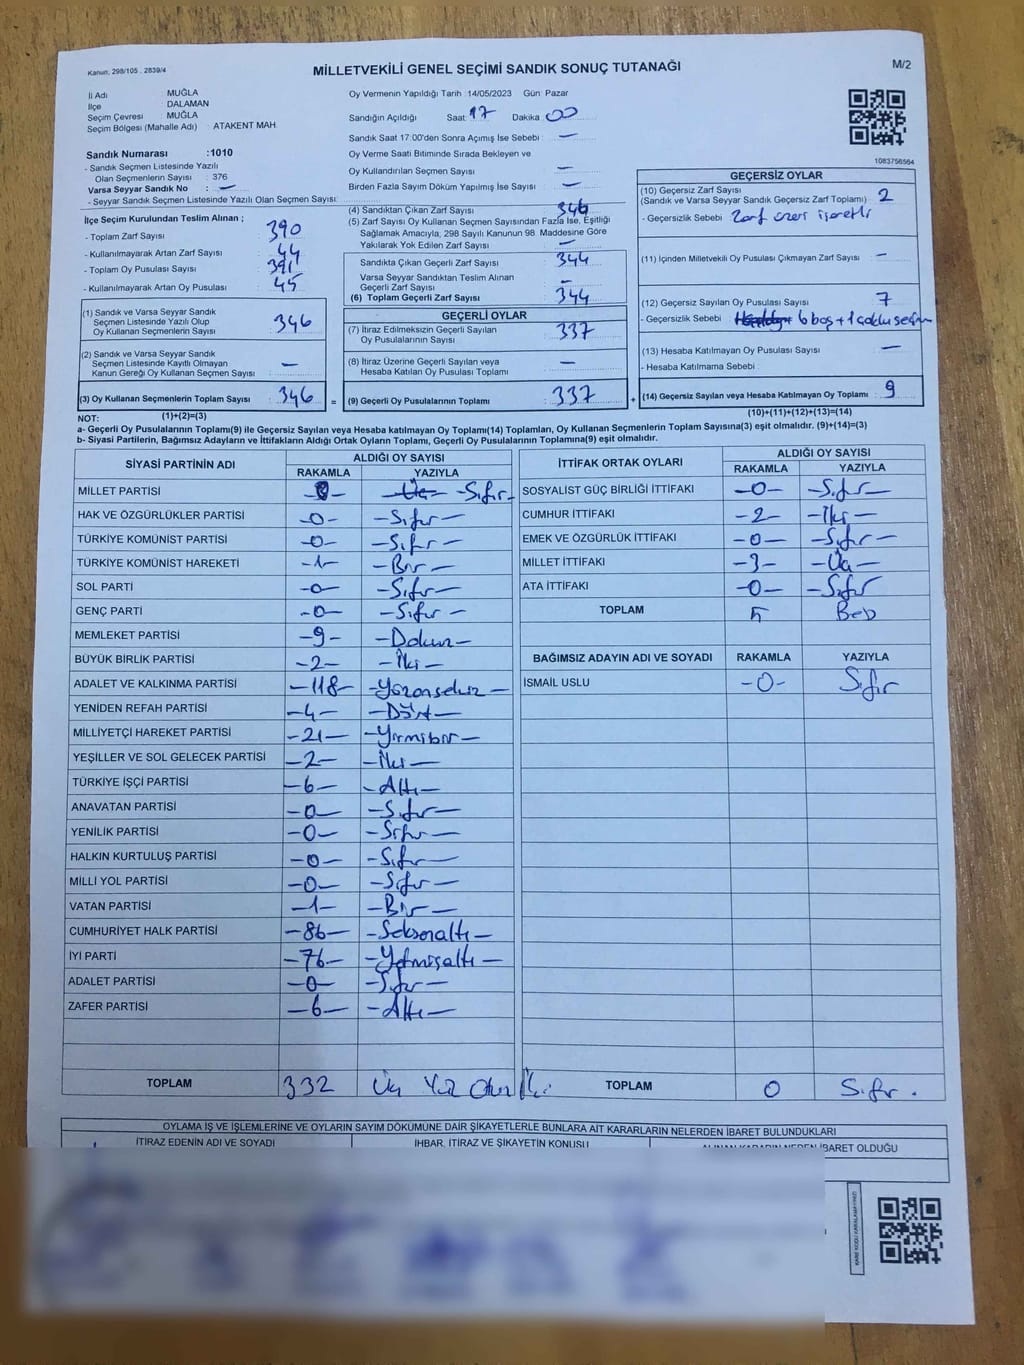 Kanun, 298/105 . 2839/4
MİLLETVEKİLİ GENEL SEÇİMİ SANDIK SONUÇ TUTANAĞI
M/2
İl Adı MUĞLA
İlçe DALAMAN
Seçim Çevresi MUĞLA
Seçim Bölgesi (Mahalle Adı) : ATAKENT MAH.
Sandık Numarası :1010
- Sandık Seçmen Listesinde Yazılı
Olan Seçmenlerin Sayısı : 376
Varsa Seyyar Sandık No : —
- Seyyar Sandık Seçmen Listesinde Yazılı Olan Seçmen Sayısı:
Oy Vermenin Yapıldığı Tarih :14/05/2023 Gün: Pazar
Sandığın Açıldığı Saat: 17 Dakika 00
Sandık Saat 17:00'den Sonra Açımış İse Sebebi : —
Oy Verme Saati Bitiminde Sırada Bekleyen ve
Oy Kullandırılan Seçmen Sayısı —
Birden Fazla Sayım Döküm Yapılmış İse Sayısı : —
1083756564
İlçe Seçim Kurulundan Teslim Alınan ;
- Toplam Zarf Sayısı : 390
- Kullanılmayarak Artan Zarf Sayısı : 44
- Toplam Oy Pusulası Sayısı : 391
- Kullanılmayarak Artan Oy Pusulası : 45
(1) Sandık ve Varsa Seyyar Sandık
Seçmen Listesinde Yazılı Olup
Oy Kullanan Seçmenlerin Sayısı 346
(2) Sandık ve Varsa Seyyar Sandık
Seçmen Listesinde Kayıtlı Olmayan
Kanun Gereği Oy Kullanan Seçmen Sayısı : —
(3) Oy Kullanan Seçmenlerin Toplam Sayısı 346 =
(4) Sandıktan Çıkan Zarf Sayısı 346
(5) Zarf Sayısı Oy Kullanan Seçmen Sayısından Fazla İse, Eşitliği
Sağlamak Amacıyla, 298 Sayılı Kanunun 98. Maddesine Göre
Yakılarak Yok Edilen Zarf Sayısı : —
Sandıkta Çıkan Geçerli Zarf Sayısı 344
Varsa Seyyar Sandıktan Teslim Alınan
Geçerli Zarf Sayısı : —
(6) Toplam Geçerli Zarf Sayısı 344
GEÇERLİ OYLAR
(7) İtiraz Edilmeksizin Geçerli Sayılan
Oy Pusulalarının Sayısı 337
(8) İtiraz Üzerine Geçerli Sayılan veya
Hesaba Katılan Oy Pusulası Toplamı —
(9) Geçerli Oy Pusulalarının Toplamı 337 +
GEÇERSİZ OYLAR
(10) Geçersiz Zarf Sayısı
(Sandık ve Varsa Seyyar Sandık Geçersiz Zarf Toplamı) : 2
- Geçersizlik Sebebi Zarf üzeri işaretli
(11) İçinden Milletvekili Oy Pusulası Çıkmayan Zarf Sayısı : —
(12) Geçersiz Sayılan Oy Pusulası Sayısı : 7
- Geçersizlik Sebebi 6 boş + 1 çoklu seçim
(13) Hesaba Katılmayan Oy Pusulası Sayısı —
- Hesaba Katılmama Sebebi :
(14) Geçersiz Sayılan veya Hesaba Katılmayan Oy Toplamı : 9
NOT: (1)+(2)=(3) (10)+(11)+(12)+(13)=(14)
a- Geçerli Oy Pusulalarının Toplamı(9) ile Geçersiz Sayılan veya Hesaba katılmayan Oy Toplamı(14) Toplamları, Oy Kullanan Seçmenlerin Toplam Sayısına(3) eşit olmalıdır. (9)+(14)=(3)
b- Siyasi Partilerin, Bağımsız Adayların ve İttifakların Aldığı Ortak Oyların Toplamı, Geçerli Oy Pusulalarının Toplamına(9) eşit olmalıdır.
SİYASİ PARTİNİN ADI ALDIĞI OY SAYISI
RAKAMLA YAZIYLA
MİLLET PARTİSİ -0- -Sıfır-
HAK VE ÖZGÜRLÜKLER PARTİSİ -0- -Sıfır-
TÜRKİYE KOMÜNİST PARTİSİ -0- -Sıfır-
TÜRKİYE KOMÜNİST HAREKETİ -1- -Bir-
SOL PARTİ -0- -Sıfır-
GENÇ PARTİ -0- -Sıfır-
MEMLEKET PARTİSİ -9- -Dokuz-
BÜYÜK BİRLİK PARTİSİ -2- -İki-
ADALET VE KALKINMA PARTİSİ -118- -Yüzonsekiz-
YENİDEN REFAH PARTİSİ -4- -Dört-
MİLLİYETÇİ HAREKET PARTİSİ -21- -Yirmibir-
YEŞİLLER VE SOL GELECEK PARTİSİ -2- -İki-
TÜRKİYE İŞÇİ PARTİSİ -6- -Altı-
ANAVATAN PARTİSİ -0- -Sıfır-
YENİLİK PARTİSİ -0- -Sıfır-
HALKIN KURTULUŞ PARTİSİ -0- -Sıfır-
MİLLİ YOL PARTİSİ -0- -Sıfır-
VATAN PARTİSİ -1- -Bir-
CUMHURİYET HALK PARTİSİ -86- -Seksenaltı-
İYİ PARTİ -76- -Yetmişaltı-
ADALET PARTİSİ -0- -Sıfır-
ZAFER PARTİSİ -6- -Altı-
TOPLAM 332 Üç Yüz Otuz İki
İTTİFAK ORTAK OYLARI ALDIĞI OY SAYISI
RAKAMLA YAZIYLA
SOSYALİST GÜÇ BİRLİĞİ İTTİFAKI -0- -Sıfır-
CUMHUR İTTİFAKI -2- -İki-
EMEK VE ÖZGÜRLÜK İTTİFAKI -0- -Sıfır-
MİLLET İTTİFAKI -3- -Üç-
ATA İTTİFAKI -0- -Sıfır
TOPLAM 5 Beş
BAĞIMSIZ ADAYIN ADI VE SOYADI RAKAMLA YAZIYLA
İSMAİL USLU -0- Sıfır
TOPLAM 0 Sıfır.
OYLAMA İŞ VE İŞLEMLERİNE VE OYLARIN SAYIM DÖKÜMÜNE DAİR ŞİKAYETLERLE BUNLARA AİT KARARLARIN NELERDEN İBARET BULUNDUKLARI
İTİRAZ EDENİN ADI VE SOYADI İHBAR, İTİRAZ VE ŞİKAYETİN KONUSU ALINAN KARARIN NEDEN İBARET OLDUĞU
KARE KODU KARALAMAYINIZ!